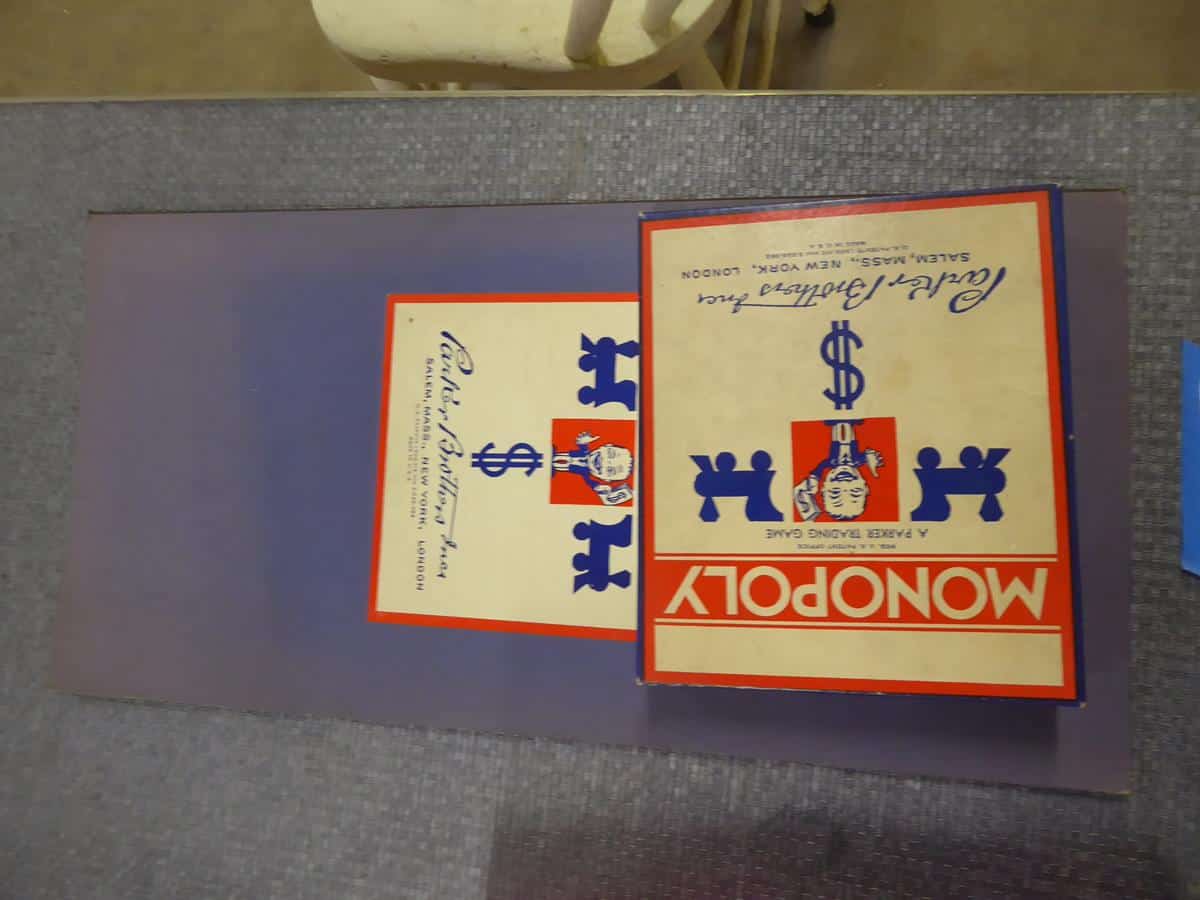 MONOPOLY
REG. U.S. PATENT OFFICE
A PARKER TRADING GAME
$
$
Parker Brothers Inc
SALEM, MASS., NEW YORK, LONDON
MADE IN U.S.A.
$
$
Parker Brothers Inc
SALEM, MASS., NEW YORK, LONDON